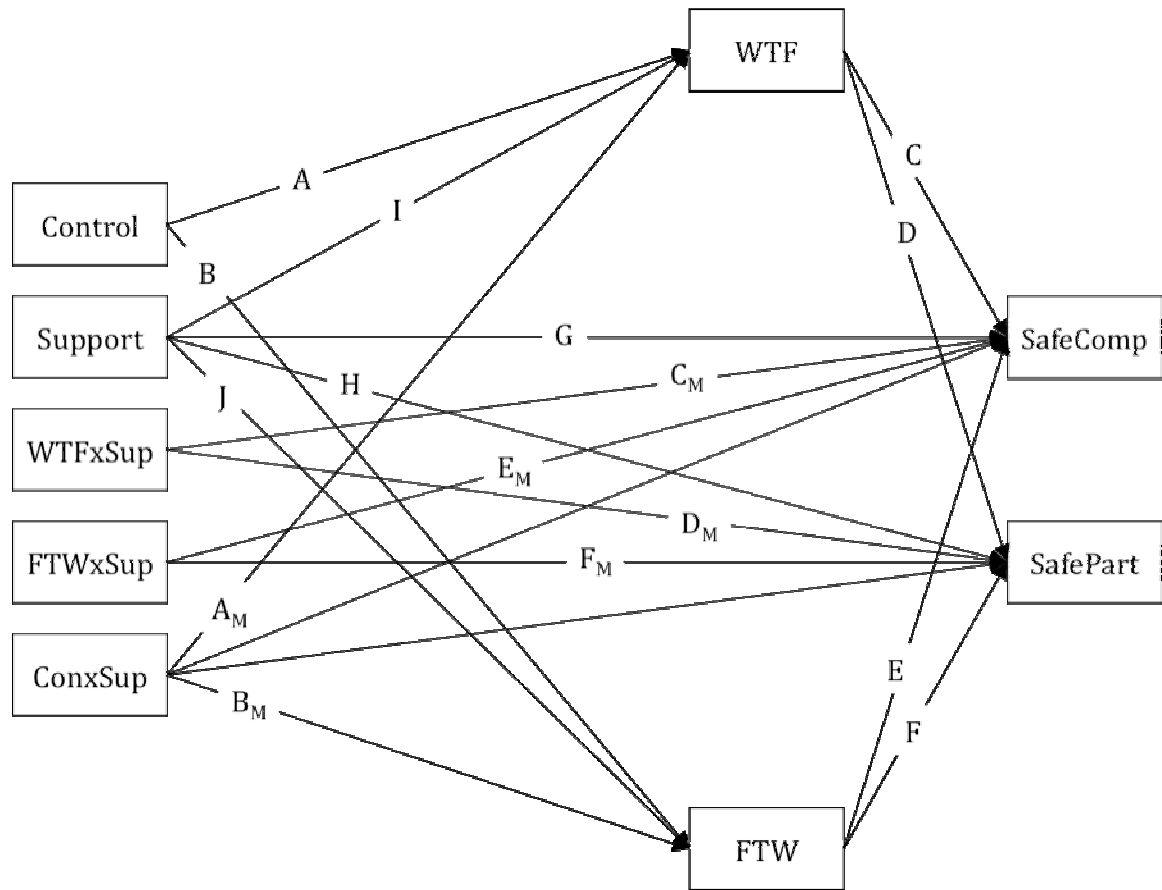 WTF
C
A
Control
I
D
B
Support
G
SafeComp
C_M
H
J
WTFxSup
E_M
D_M
FTWxSup
F_M
SafePart
A_M
ConxSup
E
B_M
F
FTW